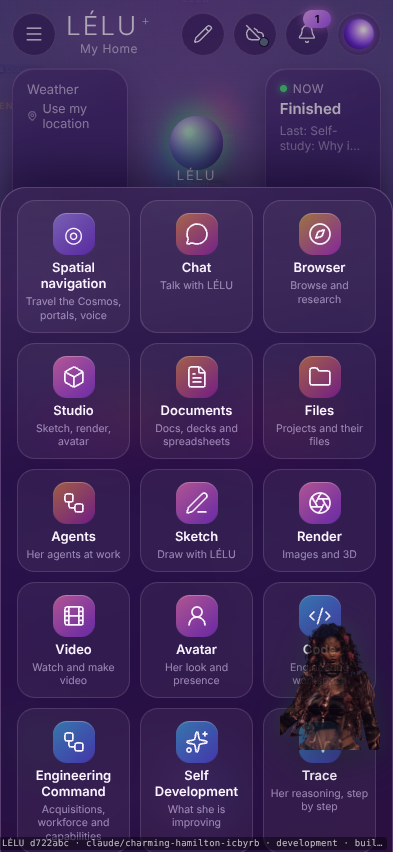 LÉLU +
My Home
1
Weather
Use my
location
NOW
Finished
Last: Self-
study: Why i...
LÉLU
Spatial
navigation
Travel the Cosmos,
portals, voice
Chat
Talk with LÉLU
Browser
Browse and
research
Studio
Sketch, render,
avatar
Documents
Docs, decks and
spreadsheets
Files
Projects and their
files
Agents
Her agents at work
Sketch
Draw with LÉLU
Render
Images and 3D
Video
Watch and make
video
Avatar
Her look and
presence
Code
Engineering
Command
Acquisitions,
workforce and
capabilities
Self
Development
What she is
improving
Trace
Her reasoning, step
by step
LÉLU d722abc · claude/charming-hamilton-icbyrb · development · buil…